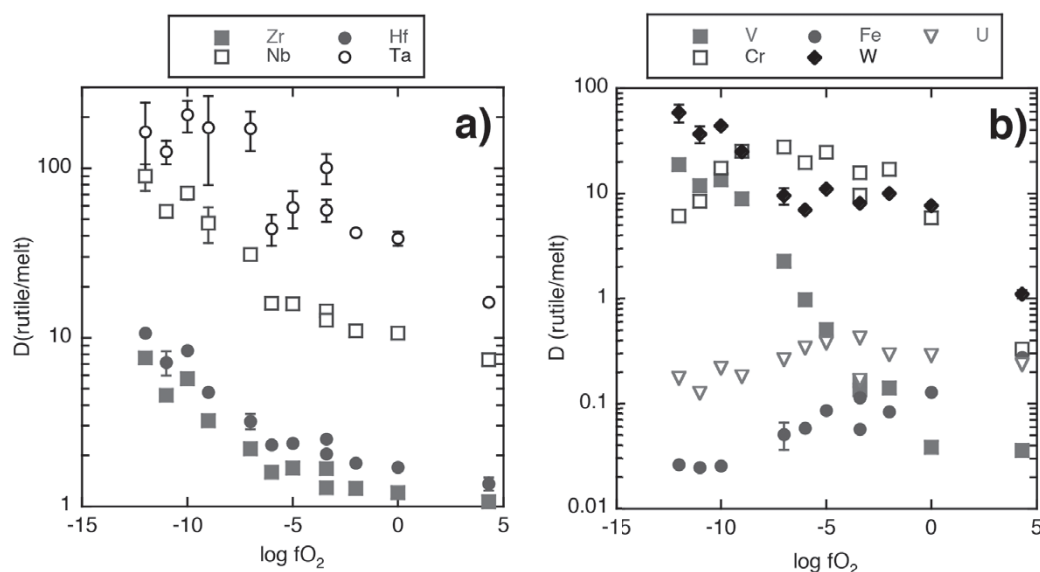 Zr Hf
Nb Ta
a)
D(rutile/melt)
100
10
1
-15 -10 -5 0 5
log fO₂
V Fe U
Cr W
b)
D (rutile/melt)
100
10
1
0.1
0.01
-15 -10 -5 0 5
log fO₂